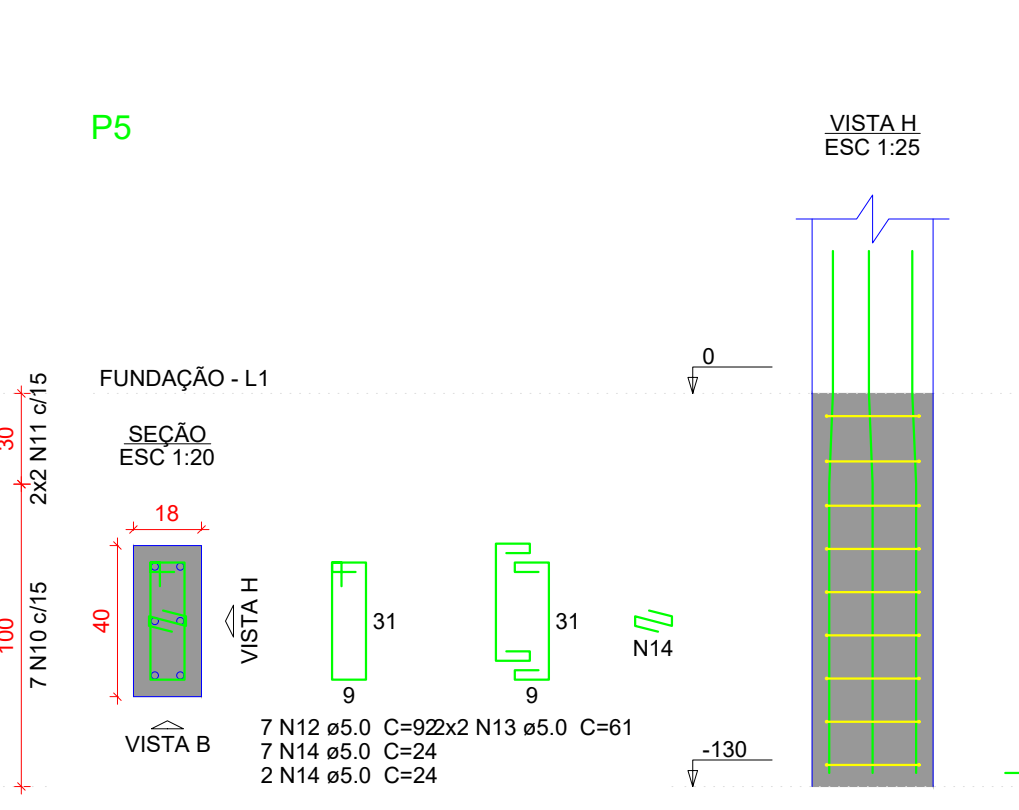 P5
VISTA H
ESC 1:25
0
FUNDAÇÃO - L1
30
2x2 N11 c/15
SEÇÃO
ESC 1:20
18
40
VISTA H
VISTA B
100
7 N10 c/15
31
9
31
9
N14
7 N12 ø5.0 C=92
2x2 N13 ø5.0 C=61
7 N14 ø5.0 C=24
2 N14 ø5.0 C=24
-130